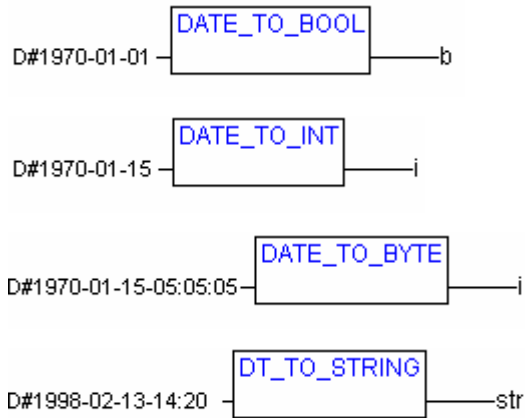 DATE_TO_BOOL
D#1970-01-01 b
DATE_TO_INT
D#1970-01-15 i
DATE_TO_BYTE
D#1970-01-15-05:05:05 i
DT_TO_STRING
D#1998-02-13-14:20 str